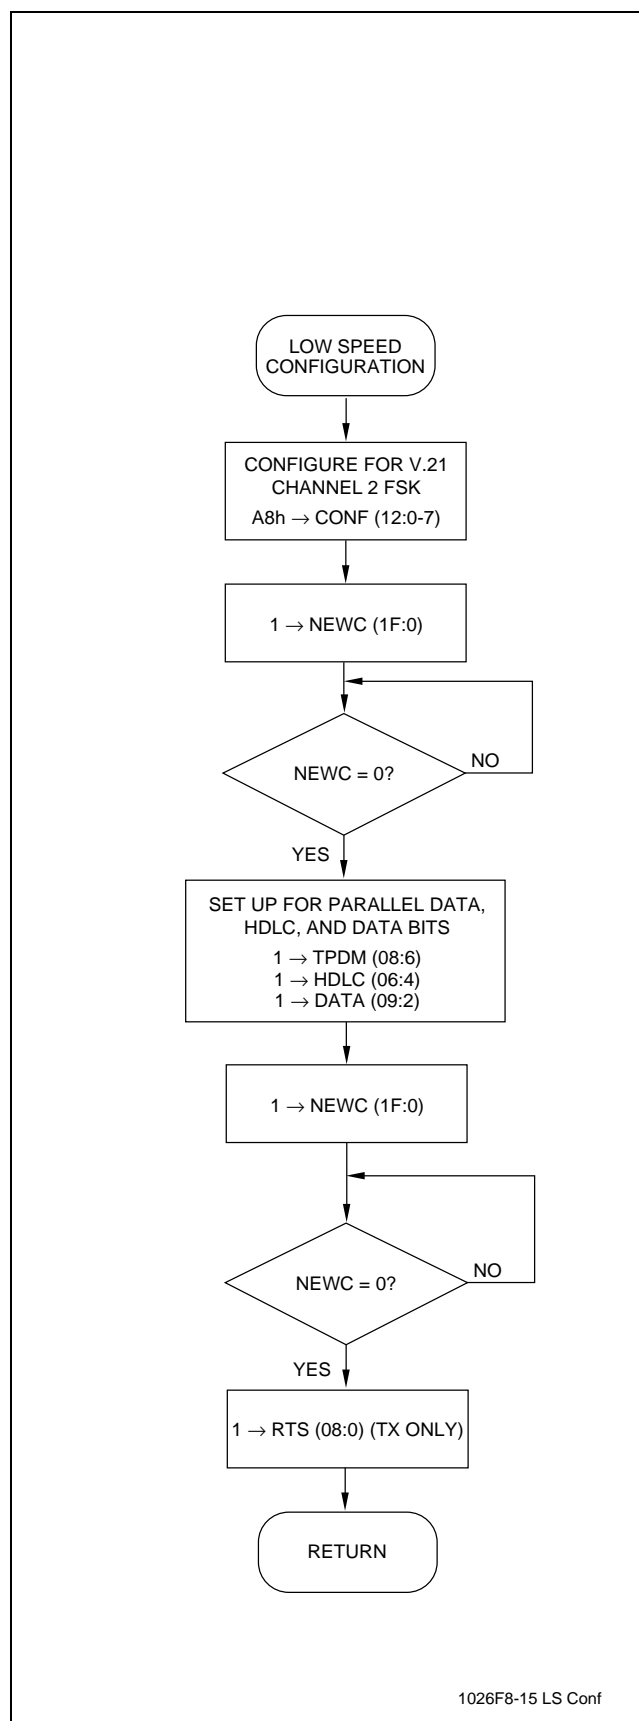 LOW SPEED
CONFIGURATION
CONFIGURE FOR V.21
CHANNEL 2 FSK
A8h → CONF (12:0-7)
1 → NEWC (1F:0)
NEWC = 0?
NO
YES
SET UP FOR PARALLEL DATA,
HDLC, AND DATA BITS
1 → TPDM (08:6)
1 → HDLC (06:4)
1 → DATA (09:2)
1 → NEWC (1F:0)
NEWC = 0?
NO
YES
1 → RTS (08:0) (TX ONLY)
RETURN
1026F8-15 LS Conf